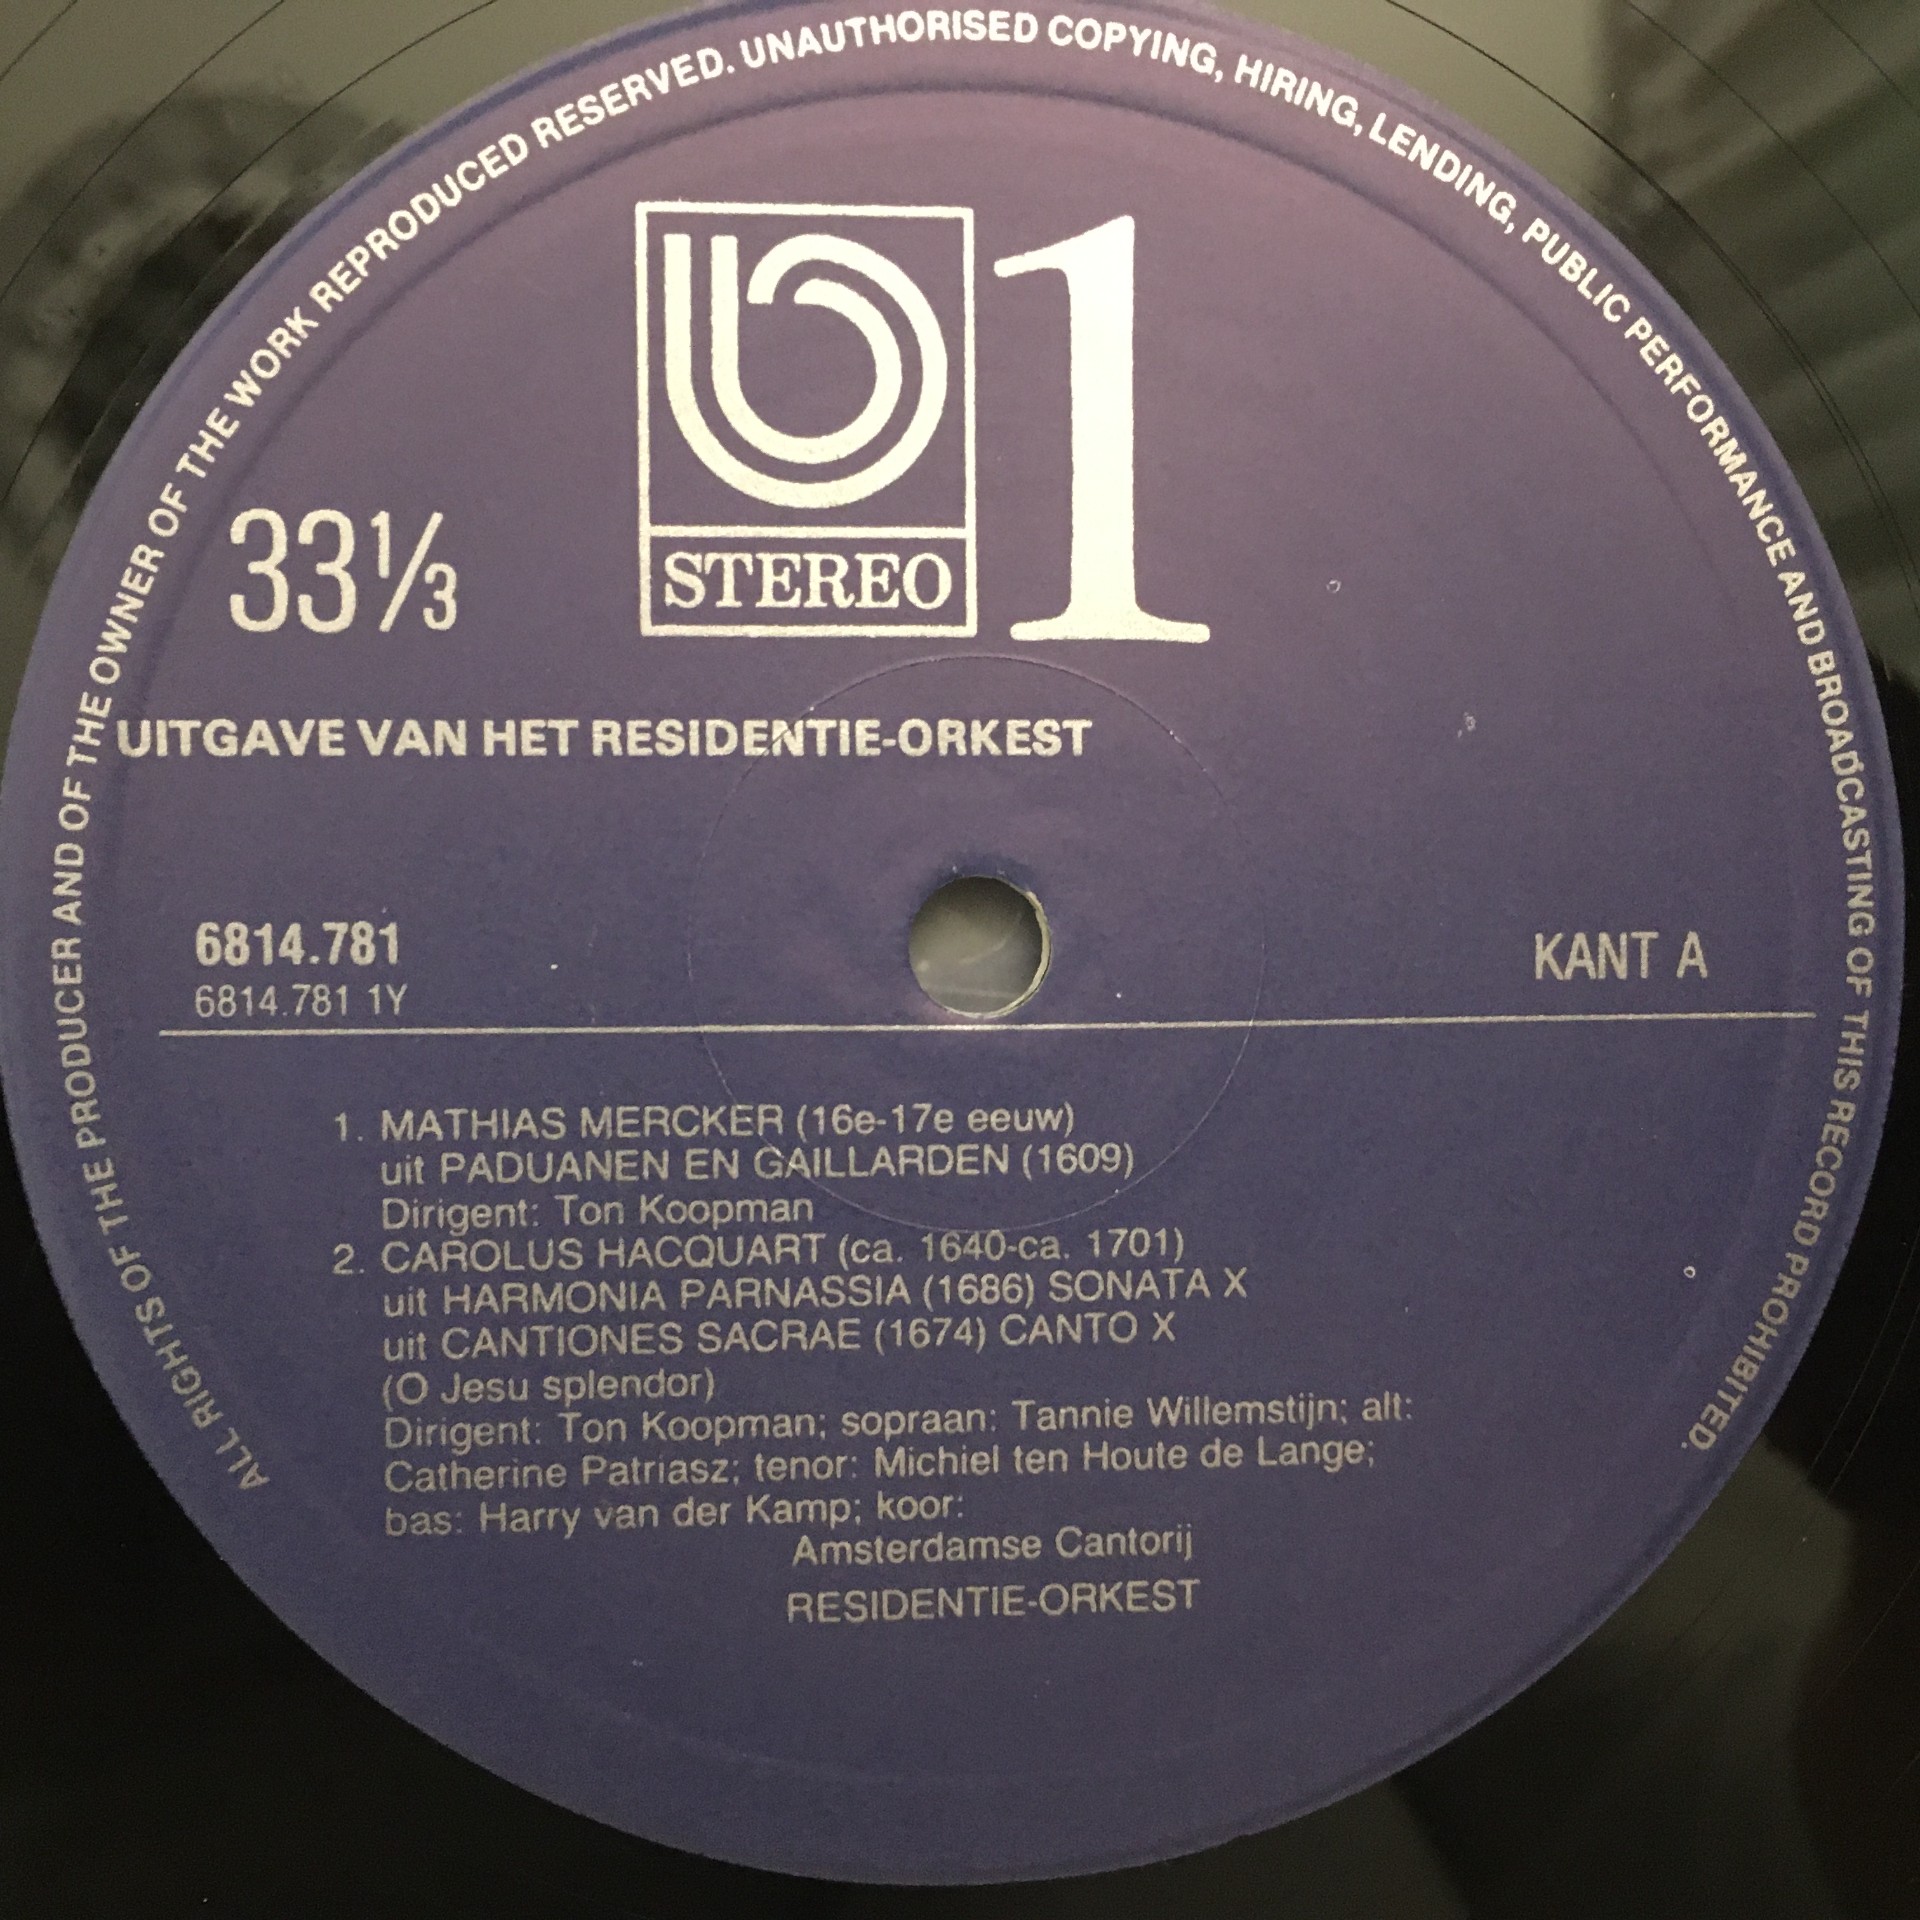 ALL RIGHTS OF THE PRODUCER AND OF THE OWNER OF THE WORK REPRODUCED RESERVED. UNAUTHORISED COPYING, HIRING, LENDING, PUBLIC PERFORMANCE AND BROADCASTING OF THIS RECORD PROHIBITED.
1
STEREO
33⅓
UITGAVE VAN HET RESIDENTIE-ORKEST
6814.781
6814.781 1Y
KANT A
1. MATHIAS MERCKER (16e-17e eeuw)
uit PADUANEN EN GAILLARDEN (1609)
Dirigent: Ton Koopman
2. CAROLUS HACQUART (ca. 1640-ca. 1701)
uit HARMONIA PARNASSIA (1686) SONATA X
uit CANTIONES SACRAE (1674) CANTO X
(O Jesu splendor)
Dirigent: Ton Koopman; sopraan: Tannie Willemstijn; alt:
Catherine Patriasz; tenor: Michiel ten Houte de Lange;
bas: Harry van der Kamp; koor:
Amsterdamse Cantorij
RESIDENTIE-ORKEST